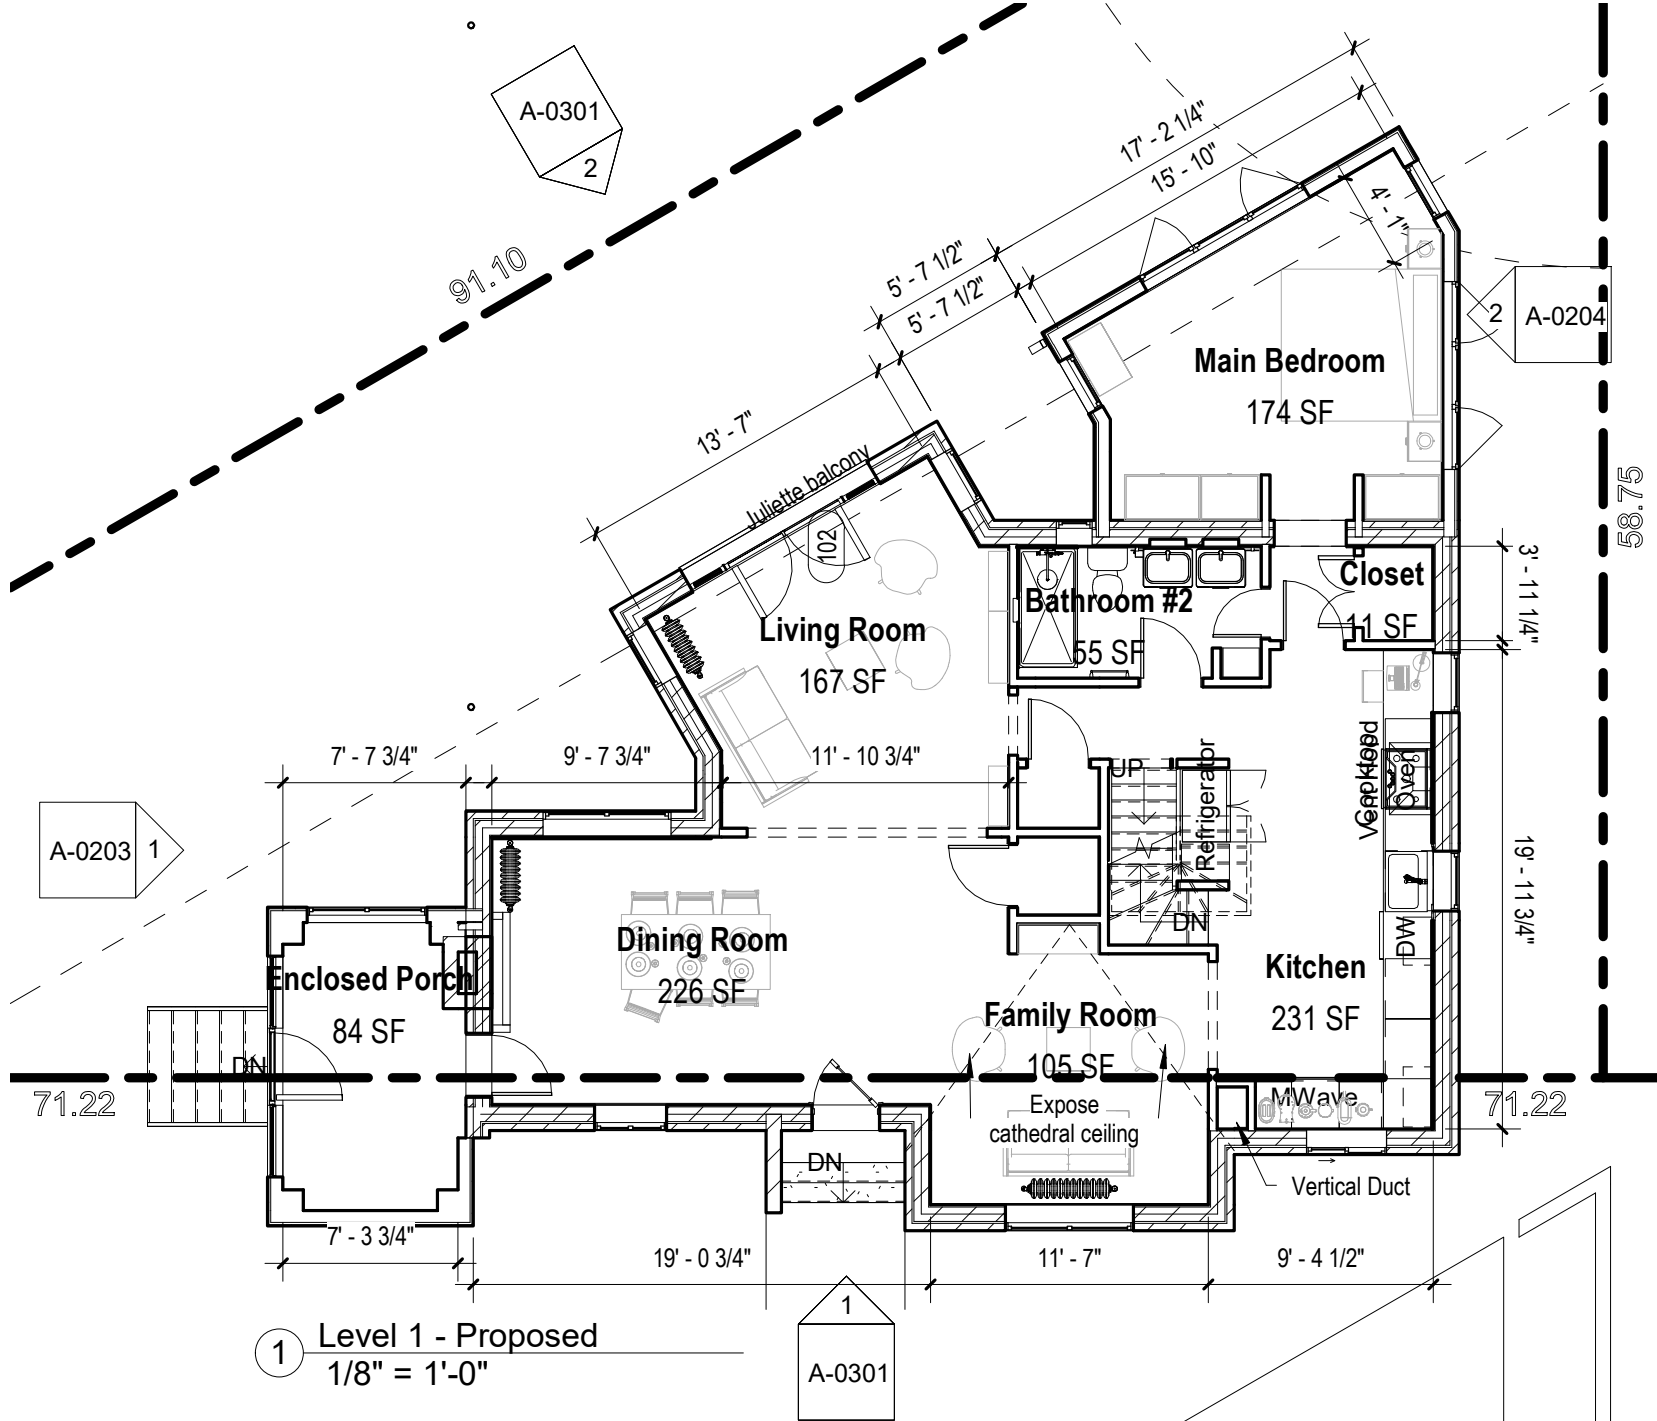 A-0301
2
91.10
17' - 2 1/4"
15' - 10"
5' - 7 1/2"
5' - 7 1/2"
4' - 1"
13' - 7"
Juliette balcony
102
Main Bedroom
174 SF
2
A-0204
58.75
3' - 11 1/4"
Closet
11 SF
Bathroom #2
55 SF
Living Room
167 SF
7' - 7 3/4"
9' - 7 3/4"
11' - 10 3/4"
UP
Refrigerator
Cooktop
Vent Hood
Oven
A-0203
1
19' - 11 3/4"
DN
DW
Dining Room
226 SF
Enclosed Porch
84 SF
Kitchen
231 SF
Family Room
105 SF
DN
71.22
71.22
MWave
Expose
cathedral ceiling
DN
Vertical Duct
7' - 3 3/4"
19' - 0 3/4"
11' - 7"
9' - 4 1/2"
1
A-0301
1
Level 1 - Proposed
1/8" = 1'-0"